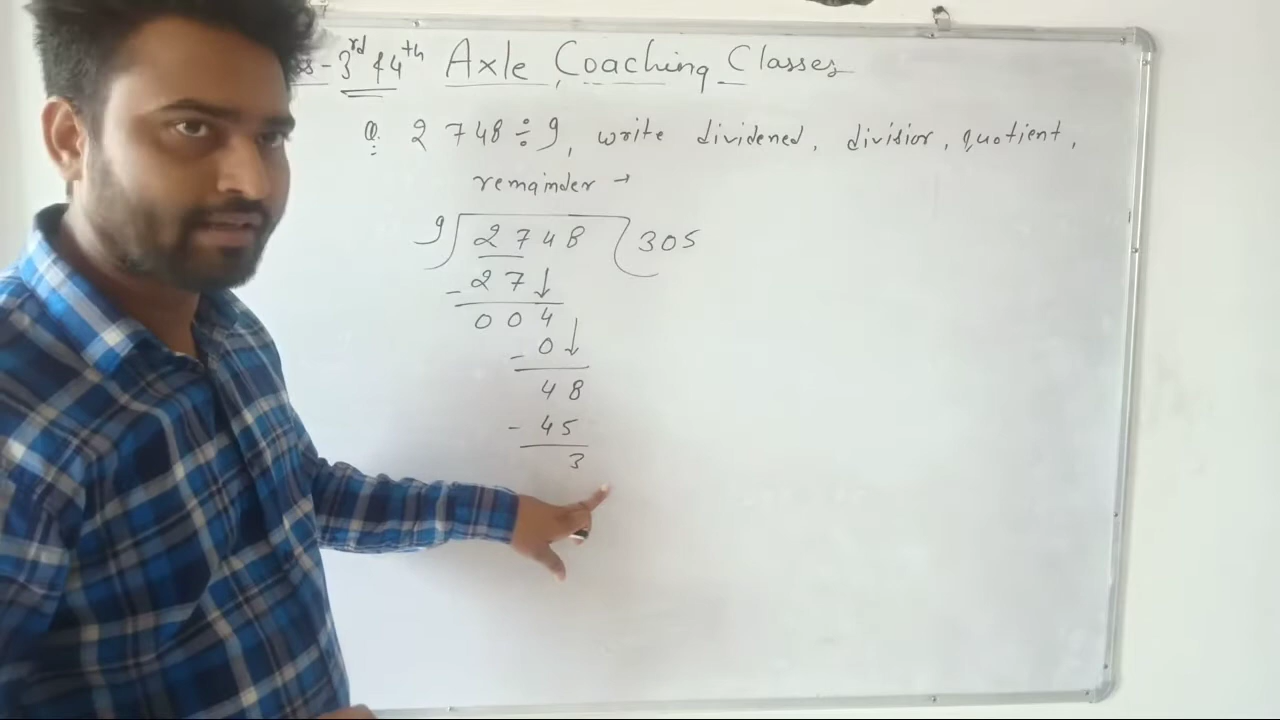 - 3rd & 4th Axle Coaching Classes
Q. 2748 ÷ 9, write dividened, divisior, quotient,
remainder →
9 2748 305
- 27 ↓
004
- 0 ↓
48
- 45
3